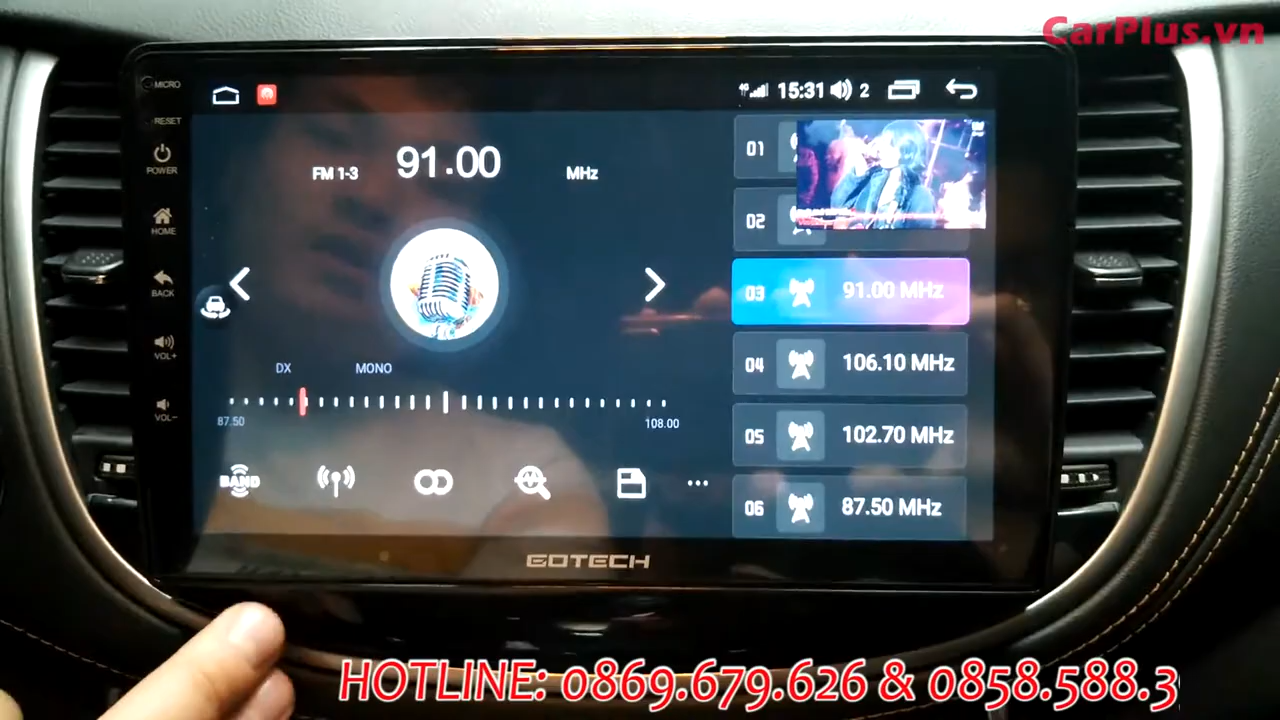 CarPlus.vn
MICRO
RESET
POWER
HOME
BACK
VOL+
VOL-
4G
15:31
2
FM 1-3
91.00
MHz
DX
MONO
87.50
108.00
BAND
01
02
03
91.00 MHz
04
106.10 MHz
05
102.70 MHz
06
87.50 MHz
GOTECH
HOTLINE: 0869.679.626 & 0858.588.3